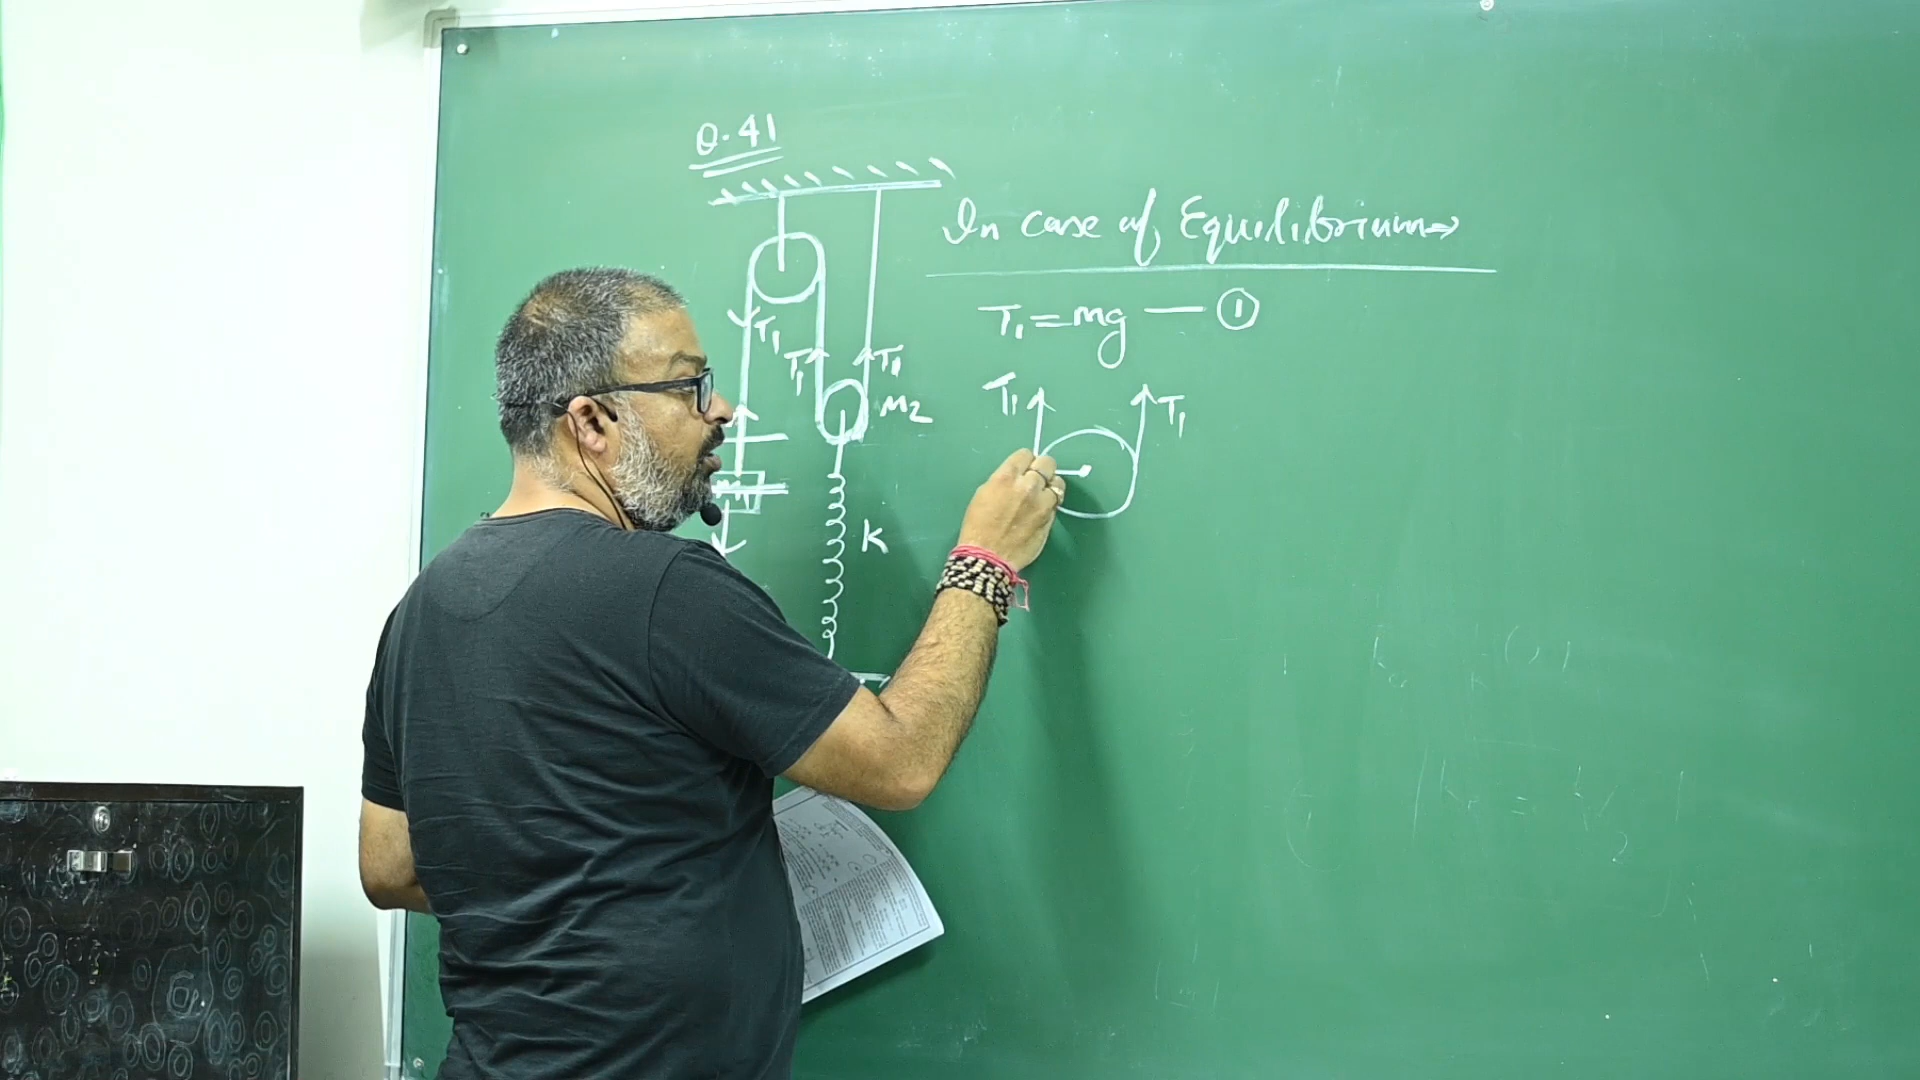 Q.41
In case of Equilibrium→
T₁ = mg — ①
T₁
T₁ T₁
M₂
T₁ T₁
m
K